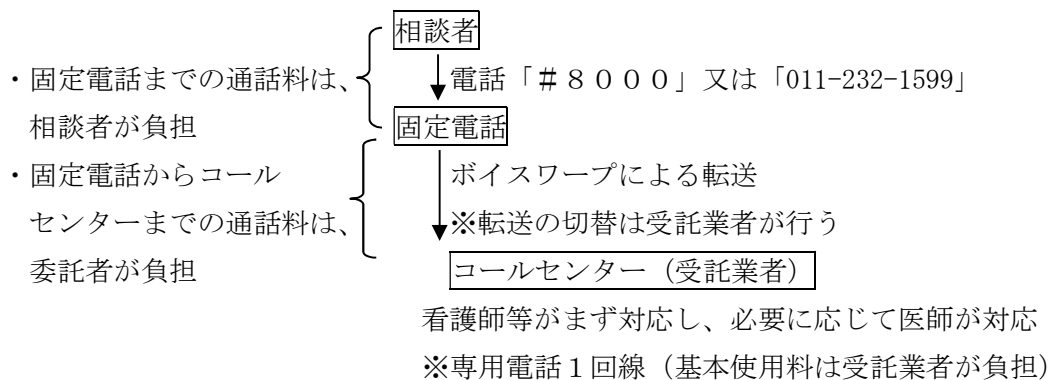 相談者
・固定電話までの通話料は、
電話「＃８０００」又は「011-232-1599」
相談者が負担
固定電話
・固定電話からコール
ボイスワープによる転送
センターまでの通話料は、
※転送の切替は受託業者が行う
委託者が負担
コールセンター（受託業者）
看護師等がまず対応し、必要に応じて医師が対応
※専用電話１回線（基本使用料は受託業者が負担）